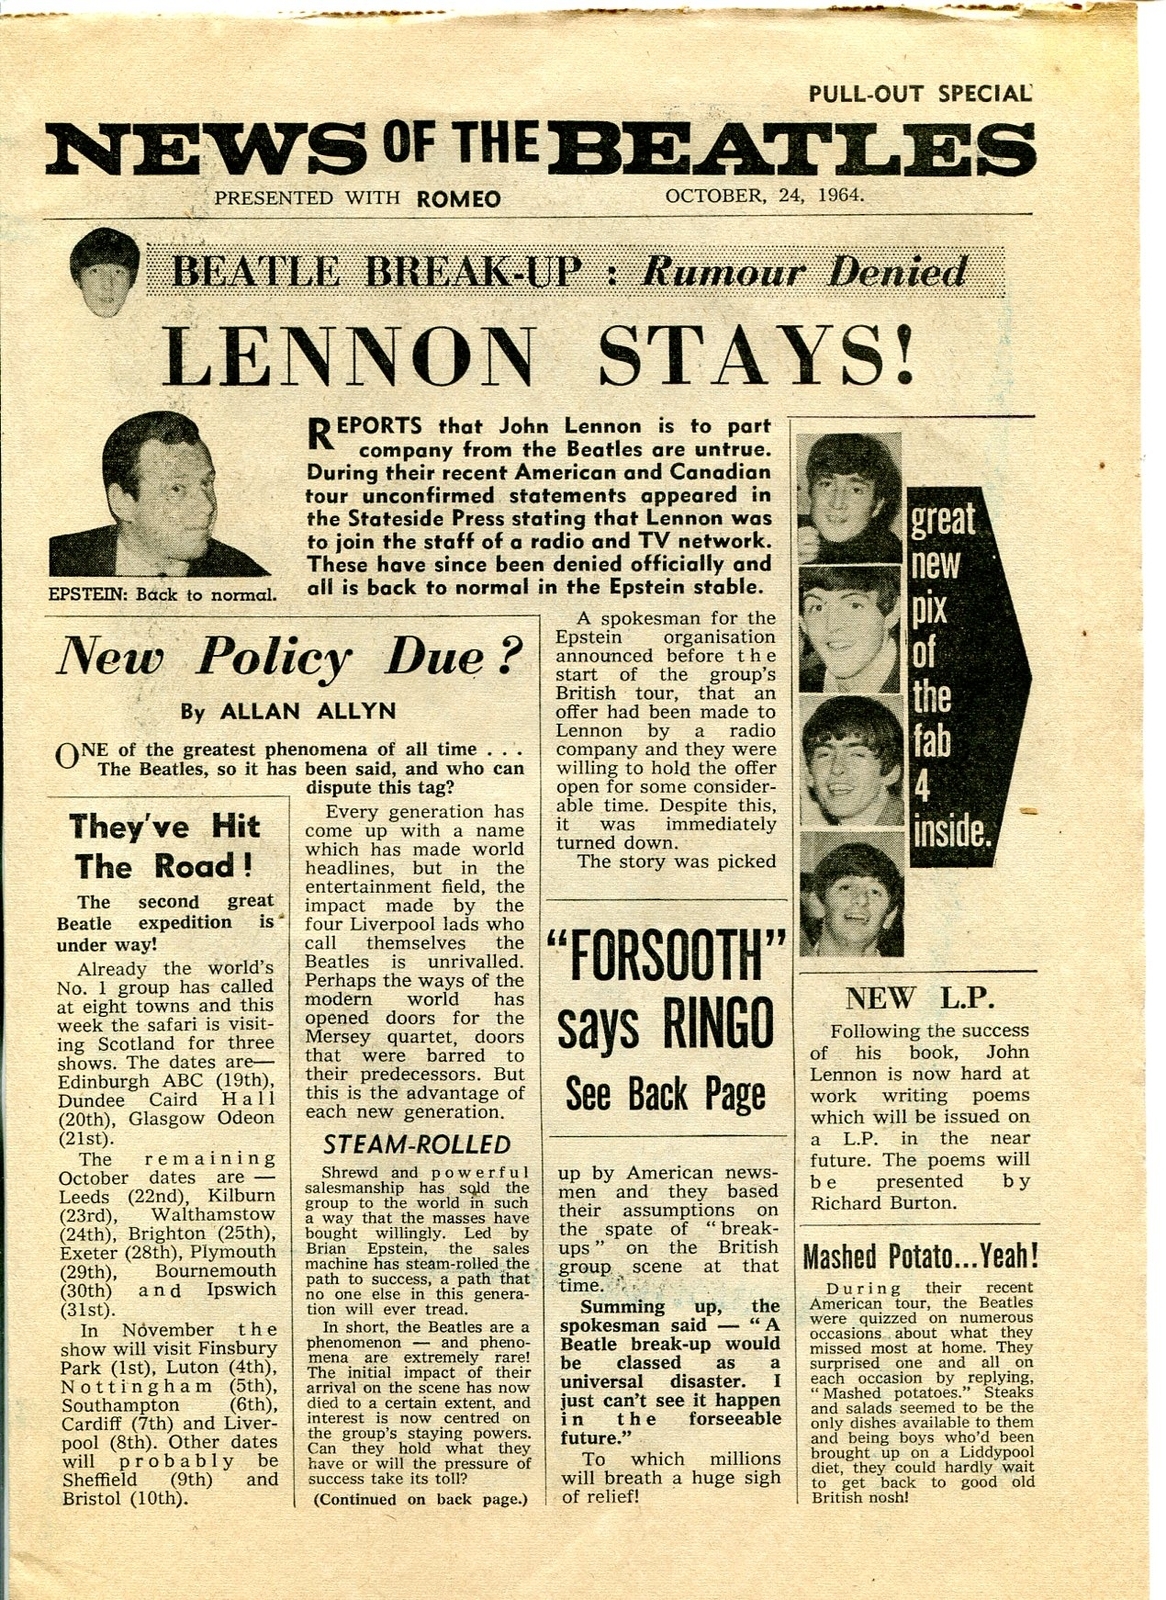 PULL-OUT SPECIAL
NEWS OF THE BEATLES
PRESENTED WITH ROMEO
OCTOBER, 24, 1964.
BEATLE BREAK-UP : Rumour Denied
LENNON STAYS!
EPSTEIN: Back to normal.
REPORTS that John Lennon is to part
company from the Beatles are untrue.
During their recent American and Canadian
tour unconfirmed statements appeared in
the Stateside Press stating that Lennon was
to join the staff of a radio and TV network.
These have since been denied officially and
all is back to normal in the Epstein stable.
A spokesman for the
Epstein organisation
announced before the
start of the group's
British tour, that an
offer had been made to
Lennon by a radio
company and they were
willing to hold the offer
open for some consider-
able time. Despite this,
it was immediately
turned down.
The story was picked
up by American news-
men and they based
their assumptions on
the spate of "break-
ups" on the British
group scene at that
time.
Summing up, the
spokesman said — "A
Beatle break-up would
be classed as a
universal disaster. I
just can't see it happen
in the forseeable
future."
To which millions
will breath a huge sigh
of relief!
New Policy Due?
By ALLAN ALLYN
ONE of the greatest phenomena of all time . . .
The Beatles, so it has been said, and who can
dispute this tag?
Every generation has
come up with a name
which has made world
headlines, but in the
entertainment field, the
impact made by the
four Liverpool lads who
call themselves the
Beatles is unrivalled.
Perhaps the ways of the
modern world has
opened doors for the
Mersey quartet, doors
that were barred to
their predecessors. But
this is the advantage of
each new generation.
STEAM-ROLLED
Shrewd and powerful
salesmanship has sold the
group to the world in such
a way that the masses have
bought willingly. Led by
Brian Epstein, the sales
machine has steam-rolled the
path to success, a path that
no one else in this genera-
tion will ever tread.
In short, the Beatles are a
phenomenon — and pheno-
mena are extremely rare!
The initial impact of their
arrival on the scene has now
died to a certain extent, and
interest is now centred on
the group's staying powers.
Can they hold what they
have or will the pressure of
success take its toll?
(Continued on back page.)
They've Hit
The Road!
The second great
Beatle expedition is
under way!
Already the world's
No. 1 group has called
at eight towns and this
week the safari is visit-
ing Scotland for three
shows. The dates are—
Edinburgh ABC (19th),
Dundee Caird Hall
(20th), Glasgow Odeon
(21st).
The remaining
October dates are —
Leeds (22nd), Kilburn
(23rd), Walthamstow
(24th), Brighton (25th),
Exeter (28th), Plymouth
(29th), Bournemouth
(30th) and Ipswich
(31st).
In November the
show will visit Finsbury
Park (1st), Luton (4th),
Nottingham (5th),
Southampton (6th),
Cardiff (7th) and Liver-
pool (8th). Other dates
will probably be
Sheffield (9th) and
Bristol (10th).
"FORSOOTH"
says RINGO
See Back Page
great
new
pix
of
the
fab
4
inside.
NEW L.P.
Following the success
of his book, John
Lennon is now hard at
work writing poems
which will be issued on
a L.P. in the near
future. The poems will
be presented by
Richard Burton.
Mashed Potato...Yeah!
During their recent
American tour, the Beatles
were quizzed on numerous
occasions about what they
missed most at home. They
surprised one and all on
each occasion by replying,
"Mashed potatoes." Steaks
and salads seemed to be the
only dishes available to them
and being boys who'd been
brought up on a Liddypool
diet, they could hardly wait
to get back to good old
British nosh!